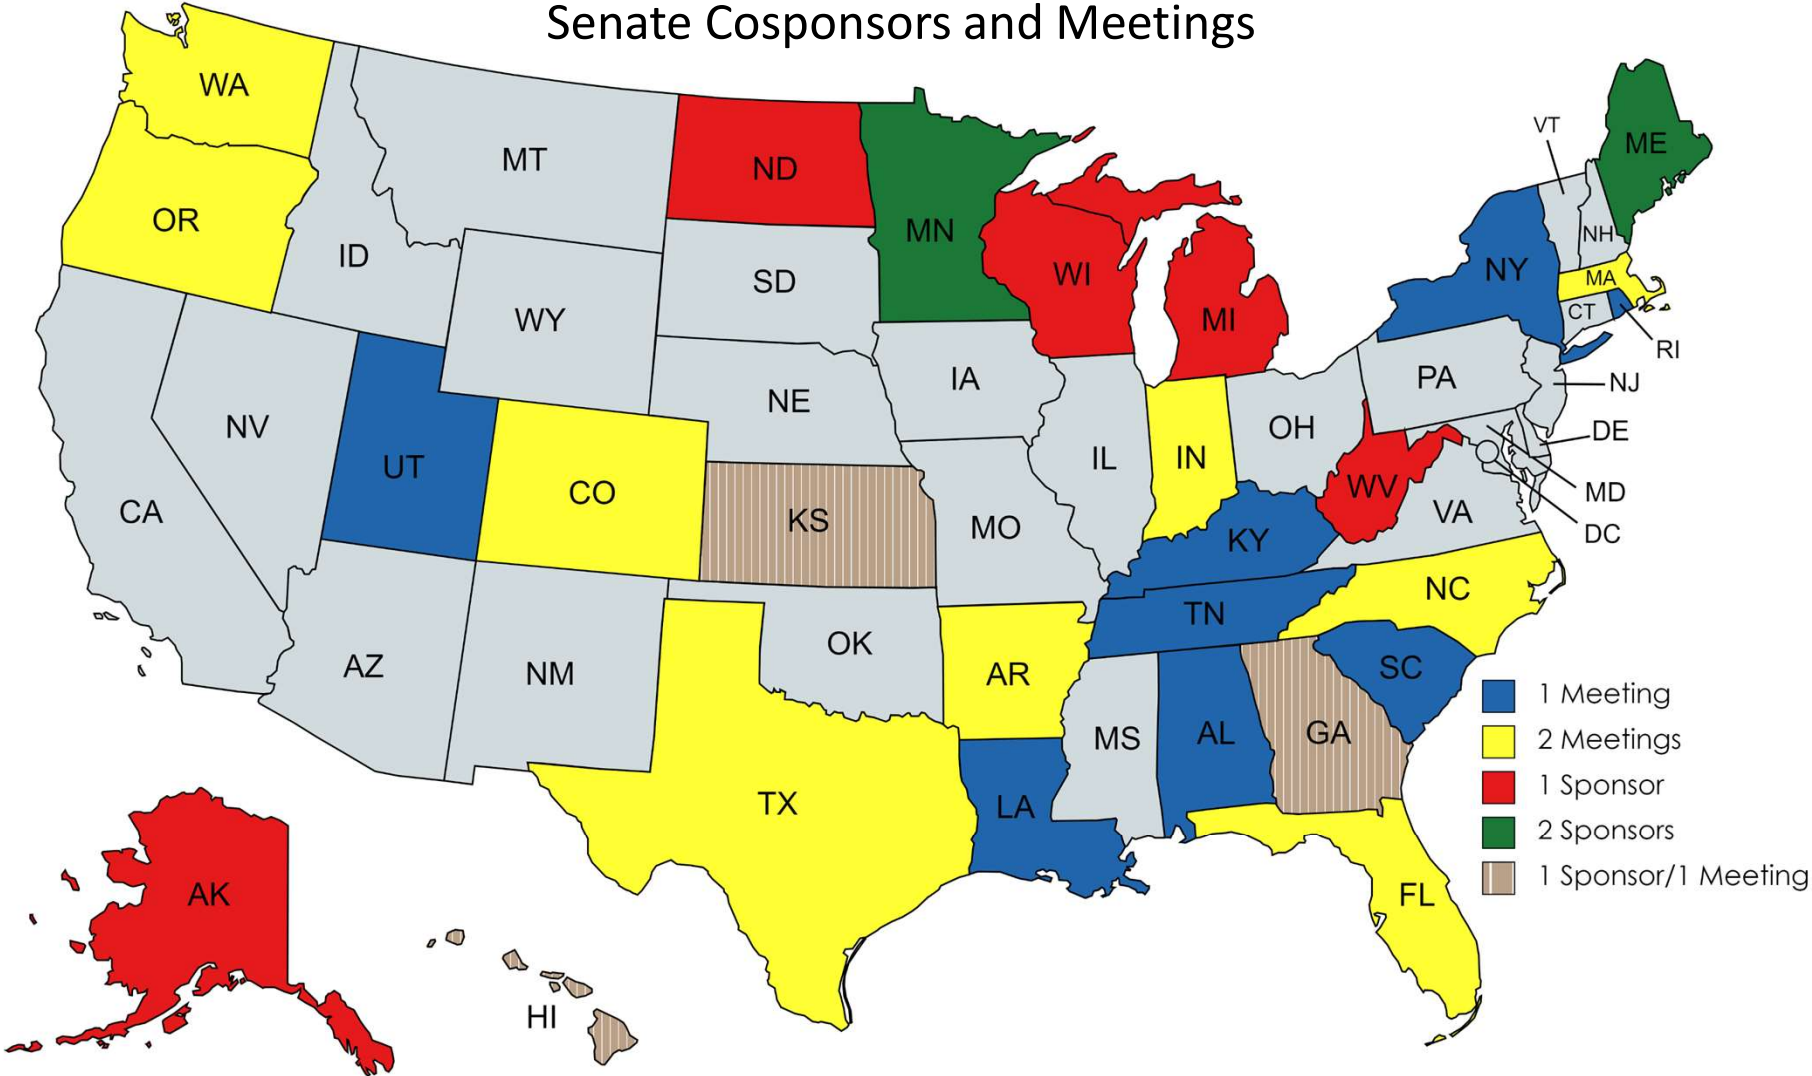 Senate Cosponsors and Meetings
WA
OR
ID
MT
ND
MN
WI
MI
VT
ME
NH
NY
MA
CT
RI
SD
WY
IA
PA
NJ
NE
NV
UT
CO
KS
MO
IL
IN
OH
WV
VA
DE
MD
DC
CA
KY
TN
NC
AZ
NM
OK
AR
SC
MS
AL
GA
TX
LA
FL
AK
HI
1 Meeting
2 Meetings
1 Sponsor
2 Sponsors
1 Sponsor/1 Meeting